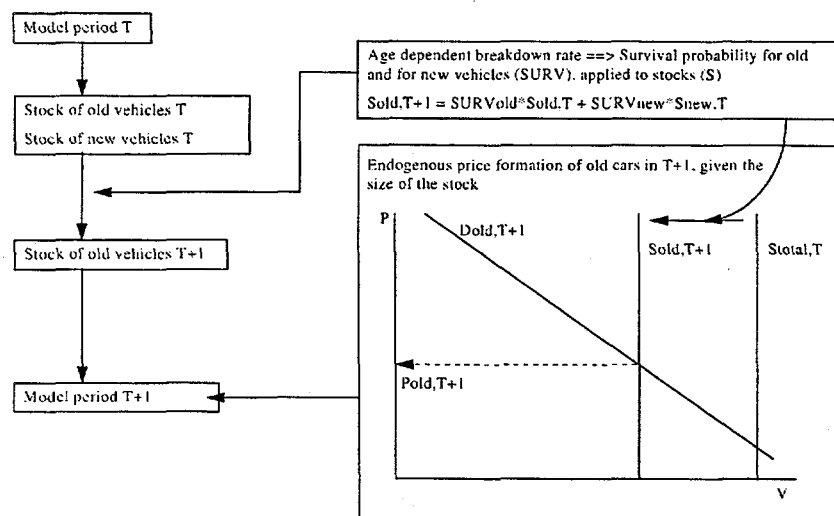 Model period T
Stock of old vehicles T
Stock of new vehicles T
Stock of old vehicles T+1
Model period T+1
Age dependent breakdown rate ==> Survival probability for old
and for new vehicles (SURV), applied to stocks (S)
Sold,T+1 = SURVold*Sold,T + SURVnew*Snew,T
Endogenous price formation of old cars in T+1, given the
size of the stock
P
Dold,T+1
Sold,T+1
Stotal,T
Pold,T+1
V